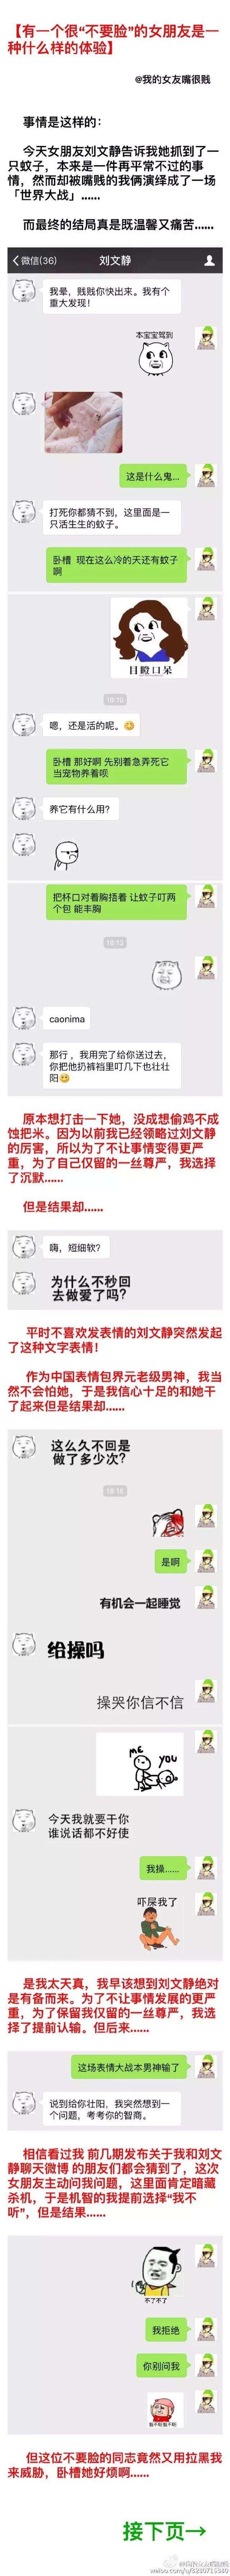 【有一个很“不要脸”的女朋友是一
种什么样的体验】
@我的女友嘴很贱
事情是这样的：
今天女朋友刘文静告诉我她抓到了一
只蚊子，本来是一件再平常不过的事
情，然而却被嘴贱的我俩演绎成了一场
「世界大战」......
而最终的结局真是既温馨又痛苦......
微信(36)
刘文静
我晕，贱贱你快出来。我有个
重大发现！
本宝宝驾到
这是什么鬼...
打死你都猜不到，这里面是一
只活生生的蚊子。
卧槽 现在这么冷的天还有蚊子
啊
目瞪口呆
16:10
嗯，还是活的呢。
卧槽 那好啊 先别着急弄死它
当宠物养着呗
养它有什么用？
把杯口对着胸捂着 让蚊子叮两
个包 能丰胸
16:13
caonima
那行 ，我用完了给你送过去，
你把他扔裤裆里叮几下也壮壮
阳
原本想打击一下她，没成想偷鸡不成
蚀把米。因为以前我已经领略过刘文静
的厉害，所以为了不让事情变得更严
重，为了自己仅留的一丝尊严，我选择
了沉默......
但是结果却......
嗨，短细软？
为什么不秒回
去做爱了吗？
平时不喜欢发表情的刘文静突然发起
了这种文字表情！
作为中国表情包界元老级男神，我当
然不会怕她，于是我信心十足的和她干
了起来但是结果却......
这么久不回是
做了多少次？
16:16
是啊
有机会一起睡觉
给操吗
操哭你信不信
ME
YOU
今天我就要干你
谁说话都不好使
我操......
吓尿我了
是我太天真，我早该想到刘文静绝对
是有备而来。为了不让事情发展的更严
重，为了保留我仅留的一丝尊严，我选
择了提前认输。但后来......
这场表情大战本男神输了
说到给你壮阳，我突然想到一
个问题，考考你的智商。
相信看过我 前几期发布关于我和刘文
静聊天微博 的朋友们都会猜到了，这次
女朋友主动问我问题，这里面肯定暗藏
杀机，于是机智的我提前选择“我不
听”，但是结果......
不了不了
我拒绝
你别问我
我不听我不听
但这位不要脸的同志竟然又用拉黑我
来威胁，卧槽她好烦啊......
接下页→